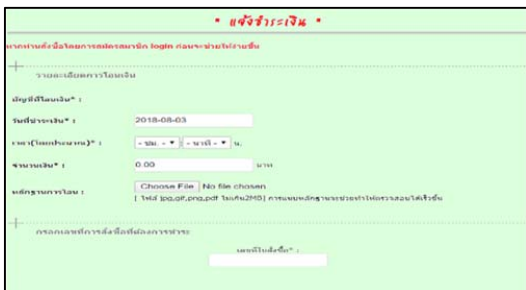 • แจ้งชำระเงิน •
หากท่านสั่งซื้อโดยการสมัครสมาชิก login ก่อนจะช่วยให้ง่ายขึ้น
รายละเอียดการโอนเงิน
บัญชีที่โอนเงิน* :
วันที่ชำระเงิน* : 2018-08-03
เวลา(โดยประมาณ)* : - ชม. - - นาที - น.
จำนวนเงิน* : 0.00 บาท
หลักฐานการโอน : Choose File No file chosen
[ ไฟล์ jpg,gif,png,pdf ไม่เกิน2MB] การแนบหลักฐานจะช่วยทำให้ตรวจสอบได้เร็วขึ้น
กรอกเลขที่การสั่งซื้อที่ต้องการชำระ
เลขที่ใบสั่งซื้อ* :